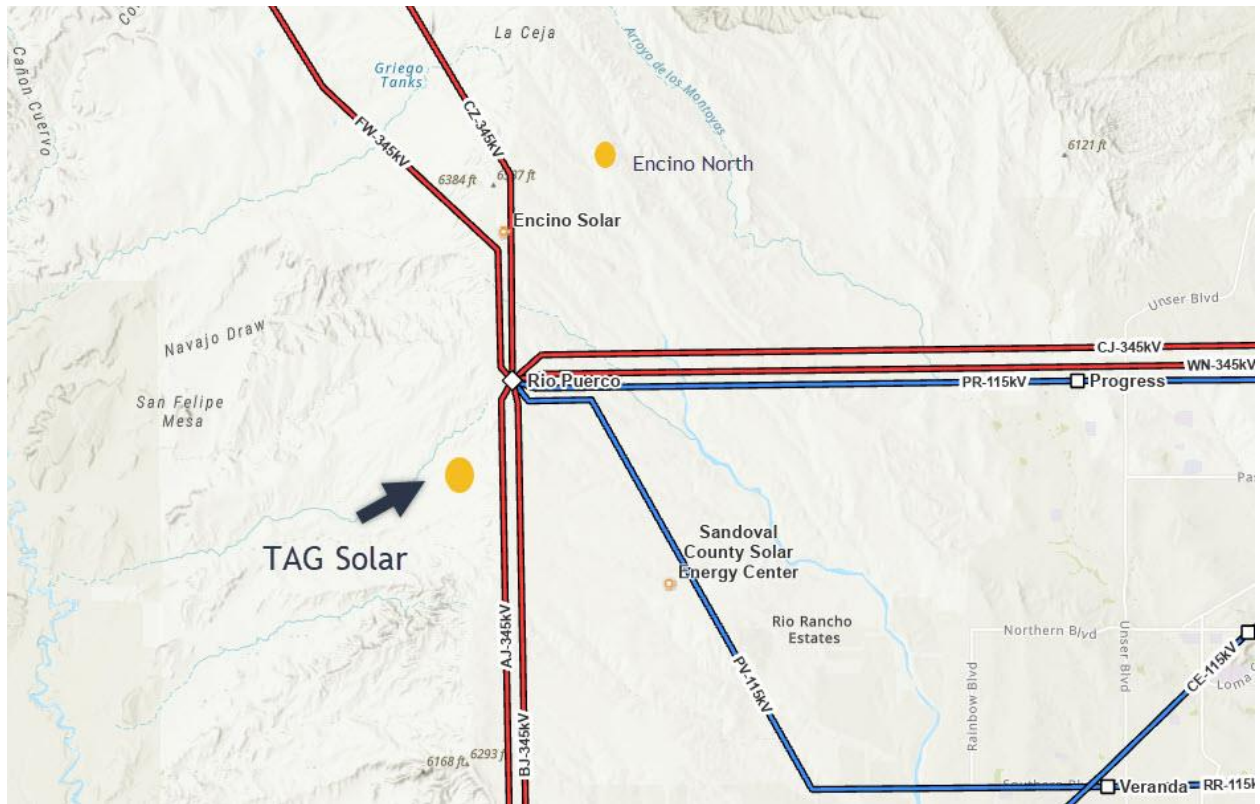 La Ceja
Cañon Cuervo
Griego
Tanks
Arroyo de los Montoyas
CZ-345kV
FW-345kV
6121 ft
Encino North
6384 ft
Encino Solar
Unser Blvd
Navajo Draw
CJ-345kV
WN-345kV
Rio Puerco
PR-115kV
Progress
San Felipe
Mesa
TAG Solar
Sandoval
County Solar
Energy Center
Rio Rancho
Estates
Northern Blvd
Unser Blvd
Rainbow Blvd
CE-115kV
AJ-345kV
PV-115kV
BJ-345kV
6168 ft
6293 ft
Veranda
RR-115k